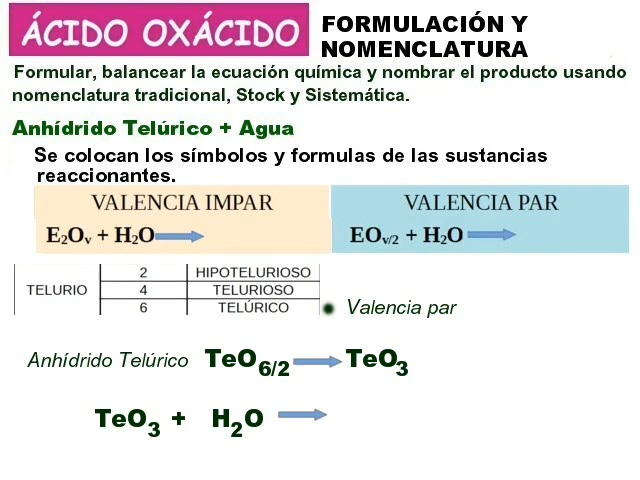 ÁCIDO OXÁCIDO FORMULACIÓN Y
NOMENCLATURA
Formular, balancear la ecuación química y nombrar el producto usando
nomenclatura tradicional, Stock y Sistemática.
Anhídrido Telúrico + Agua
Se colocan los símbolos y formulas de las sustancias
reaccionantes.
VALENCIA IMPAR VALENCIA PAR
E₂Oᵥ + H₂O → EOv/2 + H₂O →
2 HIPOTELURIOSO
TELURIO 4 TELURIOSO
6 TELÚRICO
Valencia par
Anhídrido Telúrico TeO6/2 → TeO₃
TeO₃ + H₂O →